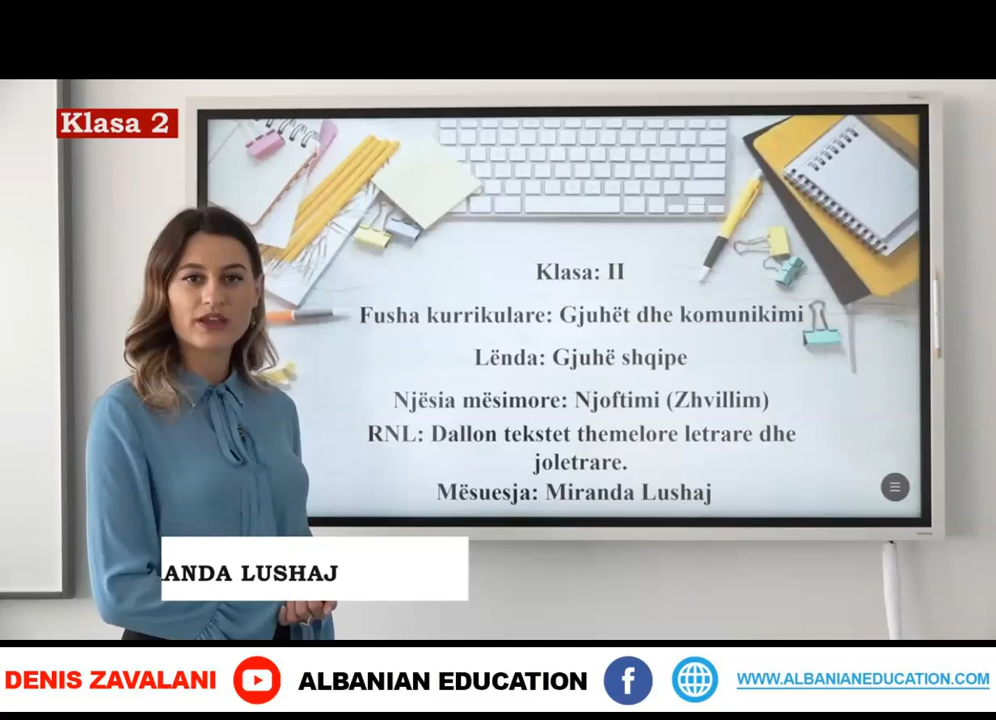 Klasa 2
Klasa: II
Fusha kurrikulare: Gjuhët dhe komunikimi
Lënda: Gjuhë shqipe
Njësia mësimore: Njoftimi (Zhvillim)
RNL: Dallon tekstet themelore letrare dhe
joletrare.
Mësuesja: Miranda Lushaj
ANDA LUSHAJ
DENIS ZAVALANI
ALBANIAN EDUCATION
f
WWW.ALBANIANEDUCATION.COM